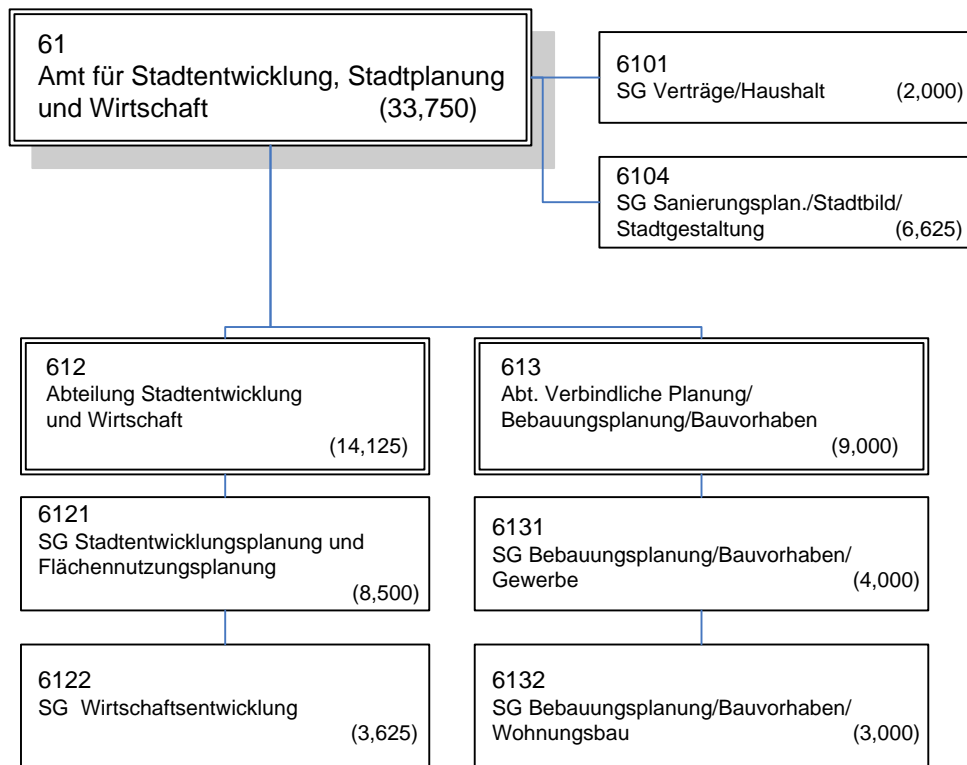 61
Amt für Stadtentwicklung, Stadtplanung
und Wirtschaft (33,750)
6101
SG Verträge/Haushalt (2,000)
6104
SG Sanierungsplan./Stadtbild/
Stadtgestaltung (6,625)
612
Abteilung Stadtentwicklung
und Wirtschaft
(14,125)
613
Abt. Verbindliche Planung/
Bebauungsplanung/Bauvorhaben
(9,000)
6121
SG Stadtentwicklungsplanung und
Flächennutzungsplanung
(8,500)
6131
SG Bebauungsplanung/Bauvorhaben/
Gewerbe (4,000)
6122
SG Wirtschaftsentwicklung
(3,625)
6132
SG Bebauungsplanung/Bauvorhaben/
Wohnungsbau (3,000)